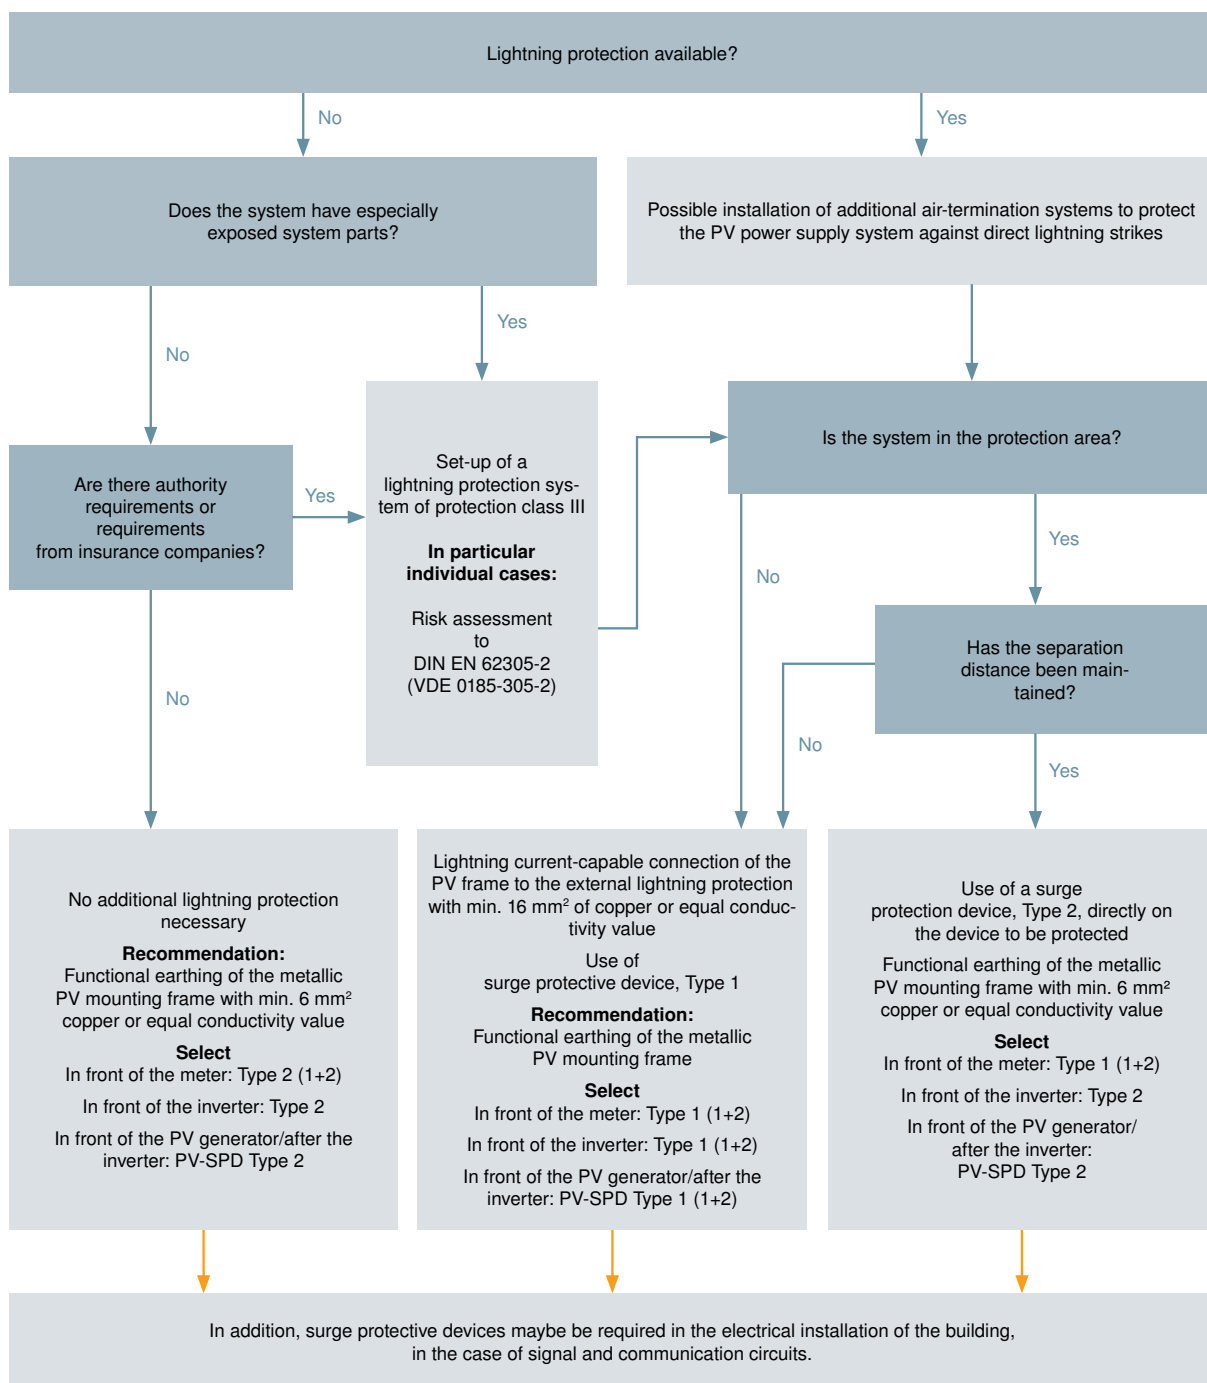 Lightning protection available?
No
Yes
Does the system have especially
exposed system parts?
Possible installation of additional air-termination systems to protect
the PV power supply system against direct lightning strikes
No
Yes
Are there authority
requirements or
requirements
from insurance companies?
Yes
Set-up of a
lightning protection sys-
tem of protection class III
In particular
individual cases:
Risk assessment
to
DIN EN 62305-2
(VDE 0185-305-2)
Is the system in the protection area?
No
Yes
Has the separation
distance been main-
tained?
No
No
Yes
No additional lightning protection
necessary
Recommendation:
Functional earthing of the metallic
PV mounting frame with min. 6 mm²
copper or equal conductivity value
Select
In front of the meter: Type 2 (1+2)
In front of the inverter: Type 2
In front of the PV generator/after the
inverter: PV-SPD Type 2
Lightning current-capable connection of the
PV frame to the external lightning protection
with min. 16 mm² of copper or equal conduc-
tivity value
Use of
surge protective device, Type 1
Recommendation:
Functional earthing of the metallic
PV mounting frame
Select
In front of the meter: Type 1 (1+2)
In front of the inverter: Type 1 (1+2)
In front of the PV generator/after the
inverter: PV-SPD Type 1 (1+2)
Use of a surge
protection device, Type 2, directly on
the device to be protected
Functional earthing of the metallic
PV mounting frame with min. 6 mm²
copper or equal conductivity value
Select
In front of the meter: Type 1 (1+2)
In front of the inverter: Type 2
In front of the PV generator/
after the inverter:
PV-SPD Type 2
In addition, surge protective devices maybe be required in the electrical installation of the building,
in the case of signal and communication circuits.